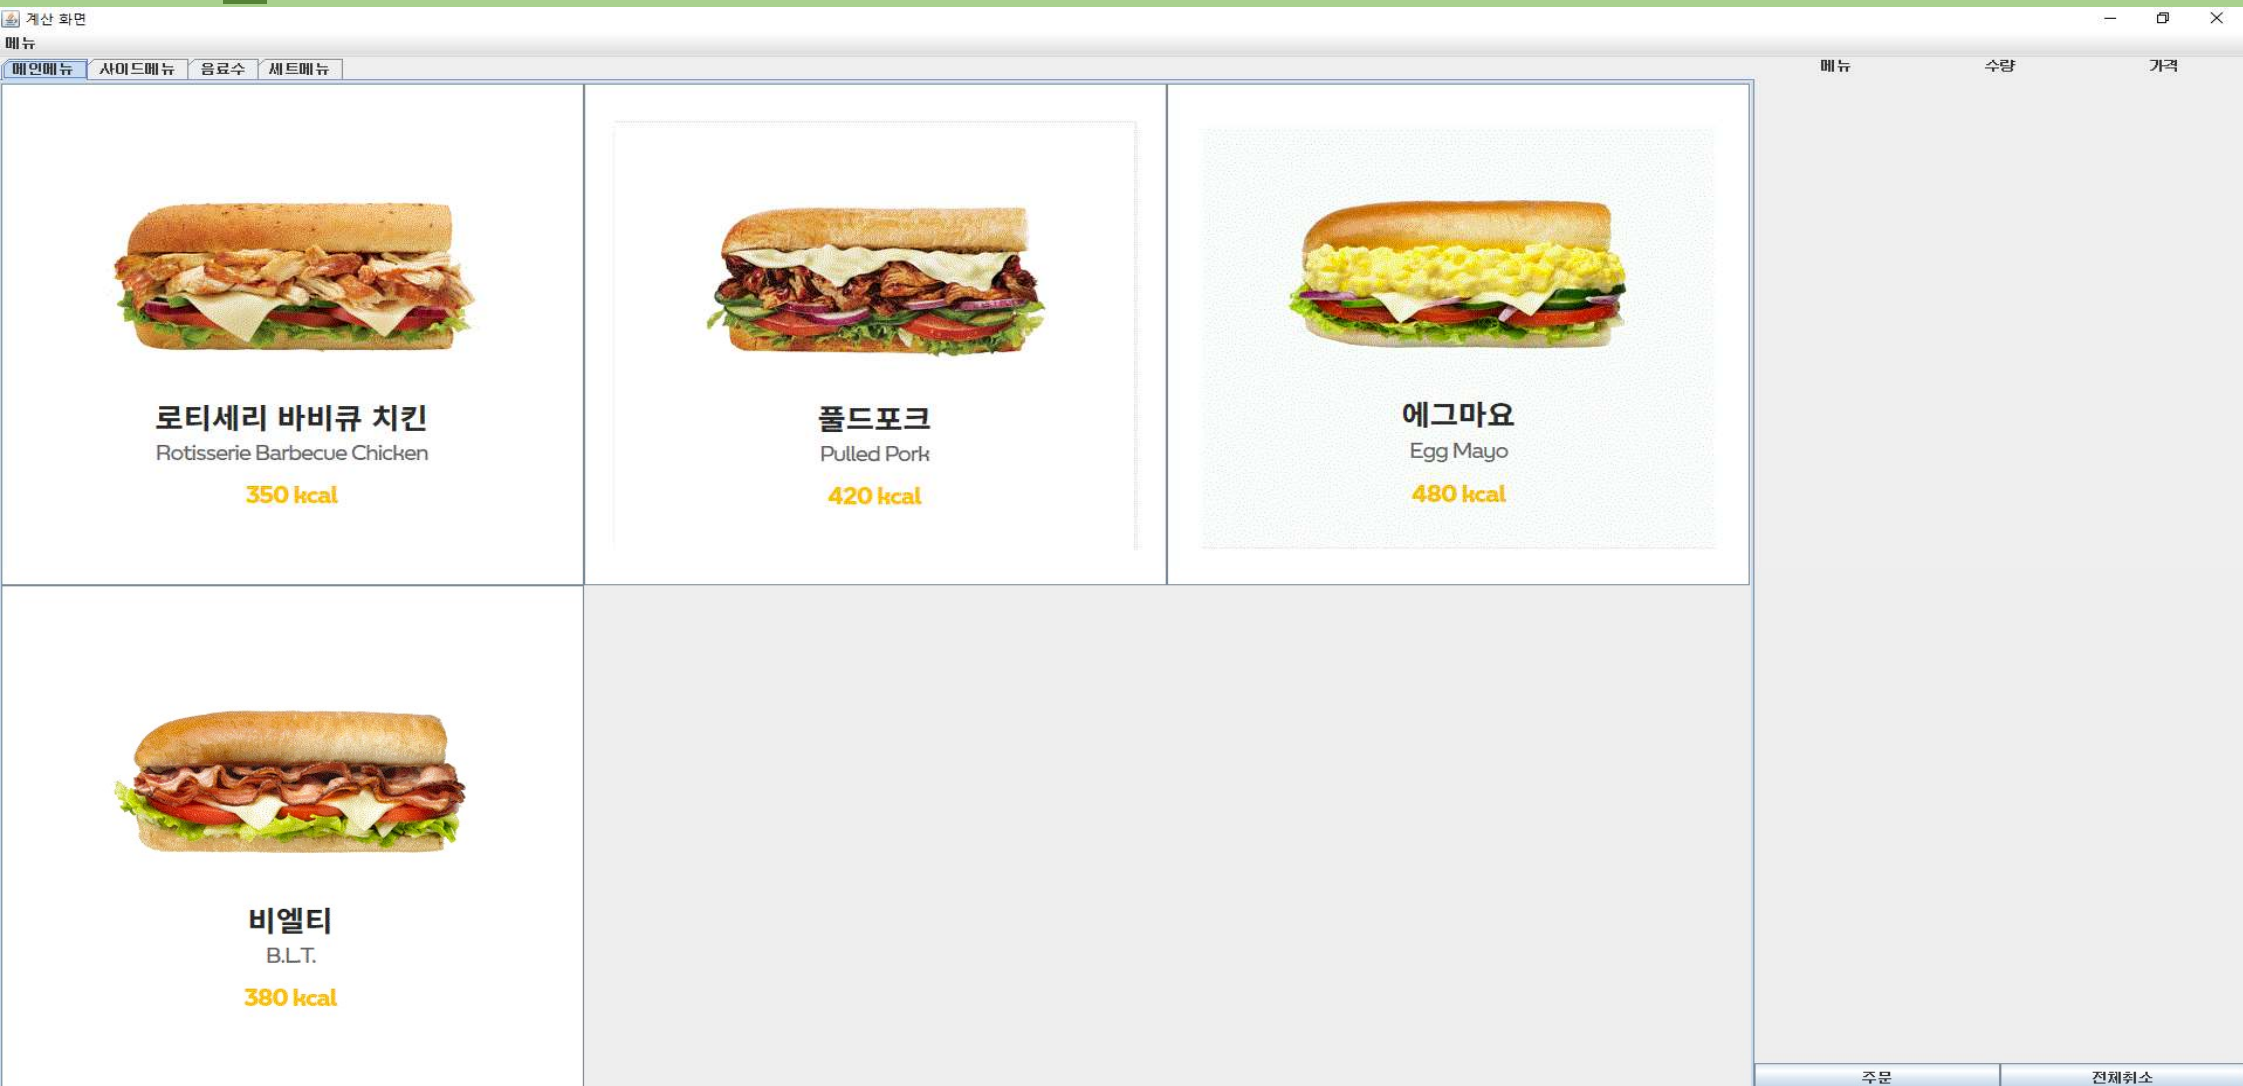 계산 화면
메뉴
메인메뉴 사이드메뉴 음료수 세트메뉴
메뉴 수량 가격
로티세리 바비큐 치킨
Rotisserie Barbecue Chicken
350 kcal
풀드포크
Pulled Pork
420 kcal
에그마요
Egg Mayo
480 kcal
비엘티
B.L.T.
380 kcal
주문 전체취소